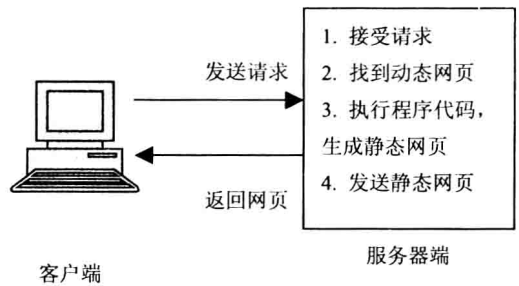 发送请求
返回网页
客户端
1. 接受请求
2. 找到动态网页
3. 执行程序代码，
生成静态网页
4. 发送静态网页
服务器端